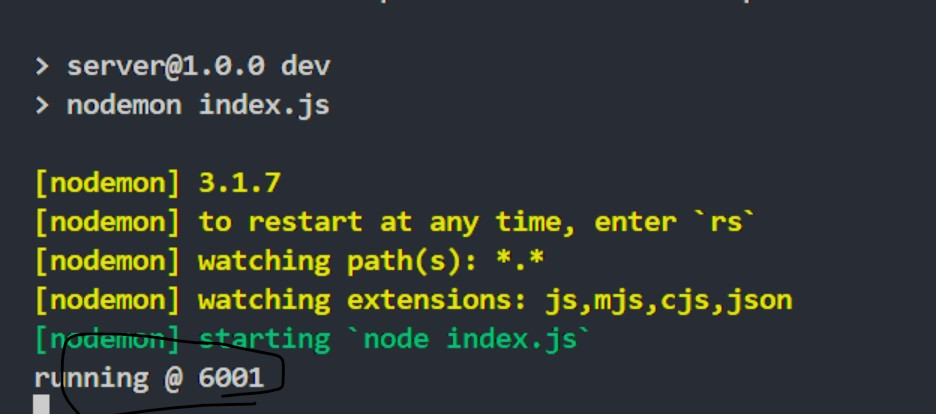 > server@1.0.0 dev
> nodemon index.js
[nodemon] 3.1.7
[nodemon] to restart at any time, enter `rs`
[nodemon] watching path(s): *.*
[nodemon] watching extensions: js,mjs,cjs,json
[nodemon] starting `node index.js`
running @ 6001